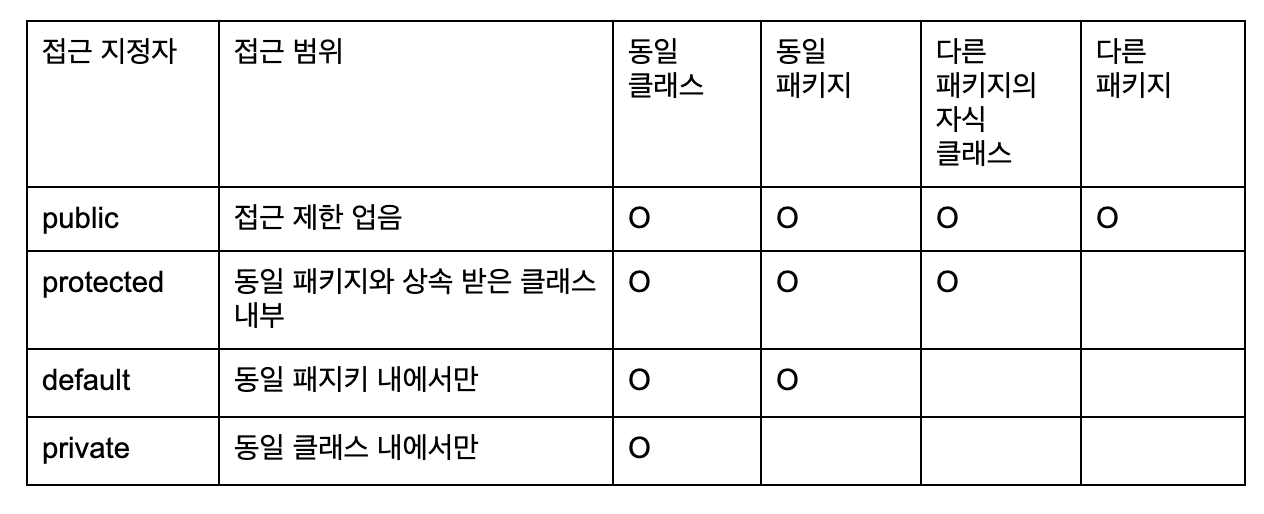 접근 지정자 접근 범위 동일 클래스 동일 패키지 다른 패키지의 자식 클래스 다른 패키지
public 접근 제한 업음 O O O O
protected 동일 패키지와 상속 받은 클래스 내부 O O O
default 동일 패지키 내에서만 O O
private 동일 클래스 내에서만 O